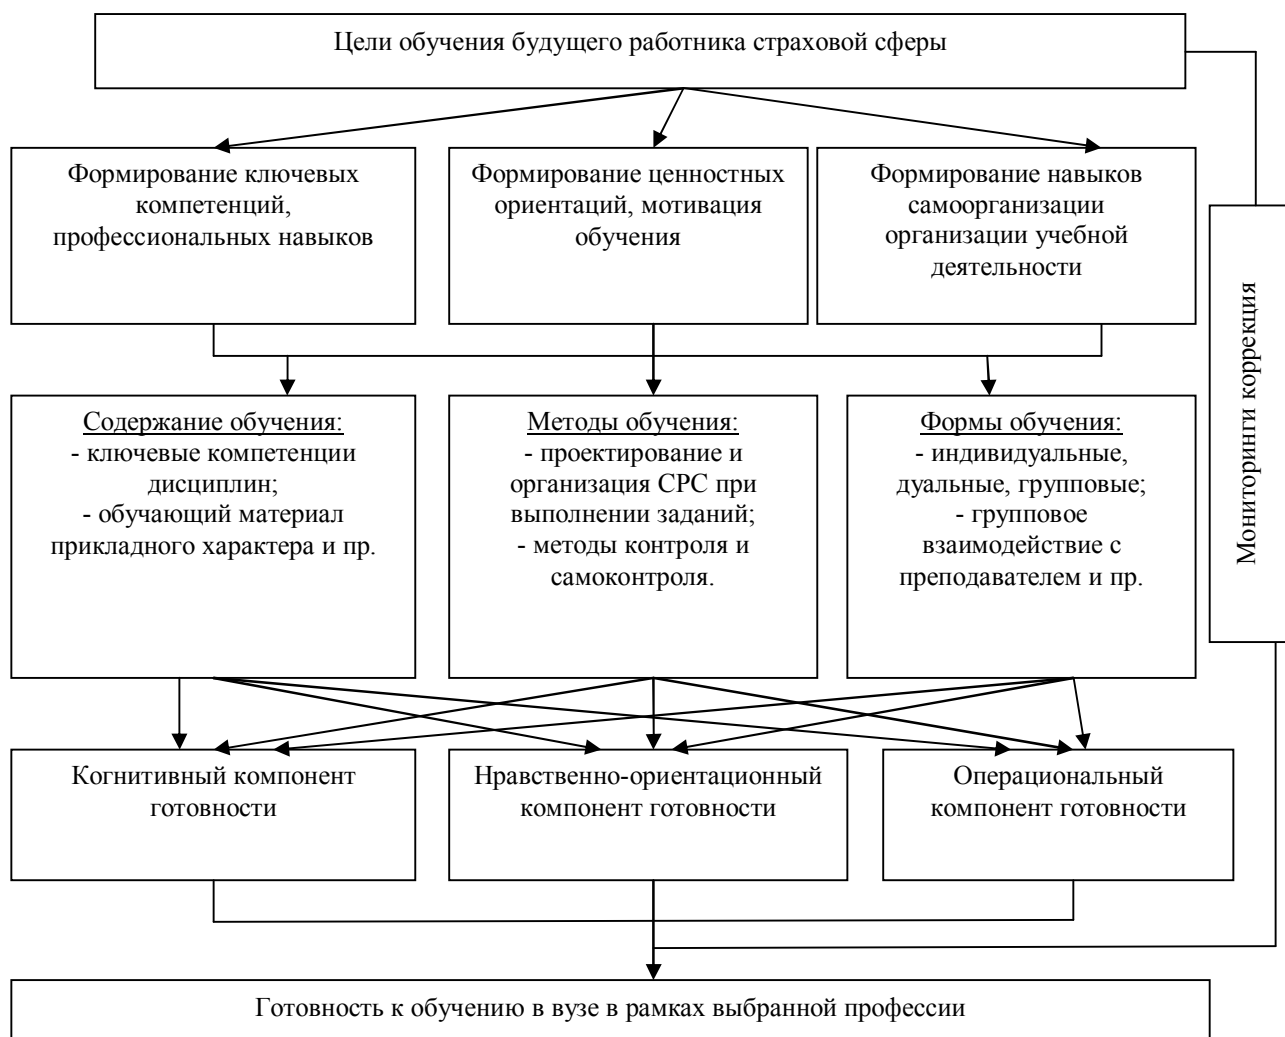 Цели обучения будущего работника страховой сферы
Формирование ключевых
компетенций,
профессиональных навыков
Формирование ценностных
ориентаций, мотивация
обучения
Формирование навыков
самоорганизации
организации учебной
деятельности
Мониторинги коррекция
Содержание обучения:
- ключевые компетенции
дисциплин;
- обучающий материал
прикладного характера и пр.
Методы обучения:
- проектирование и
организация СРС при
выполнении заданий;
- методы контроля и
самоконтроля.
Формы обучения:
- индивидуальные,
дуальные, групповые;
- групповое
взаимодействие с
преподавателем и пр.
Когнитивный компонент
готовности
Нравственно-ориентационный
компонент готовности
Операциональный
компонент готовности
Готовность к обучению в вузе в рамках выбранной профессии